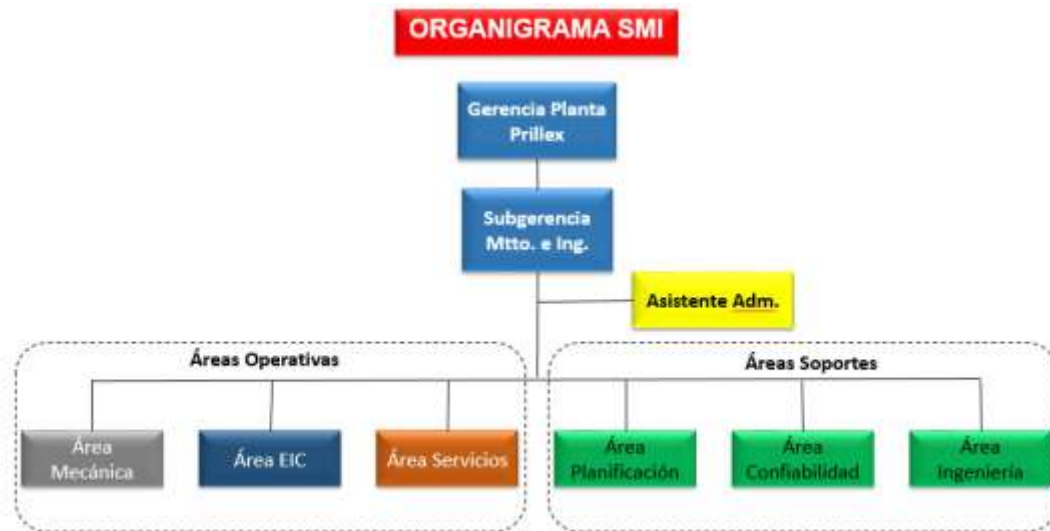 ORGANIGRAMA SMI
Gerencia Planta
Prillex
Subgerencia
Mtto. e Ing.
Asistente Adm.
Áreas Operativas
Áreas Soportes
Área
Mecánica
Área EIC
Área Servicios
Área
Planificación
Área
Confiabilidad
Área
Ingeniería